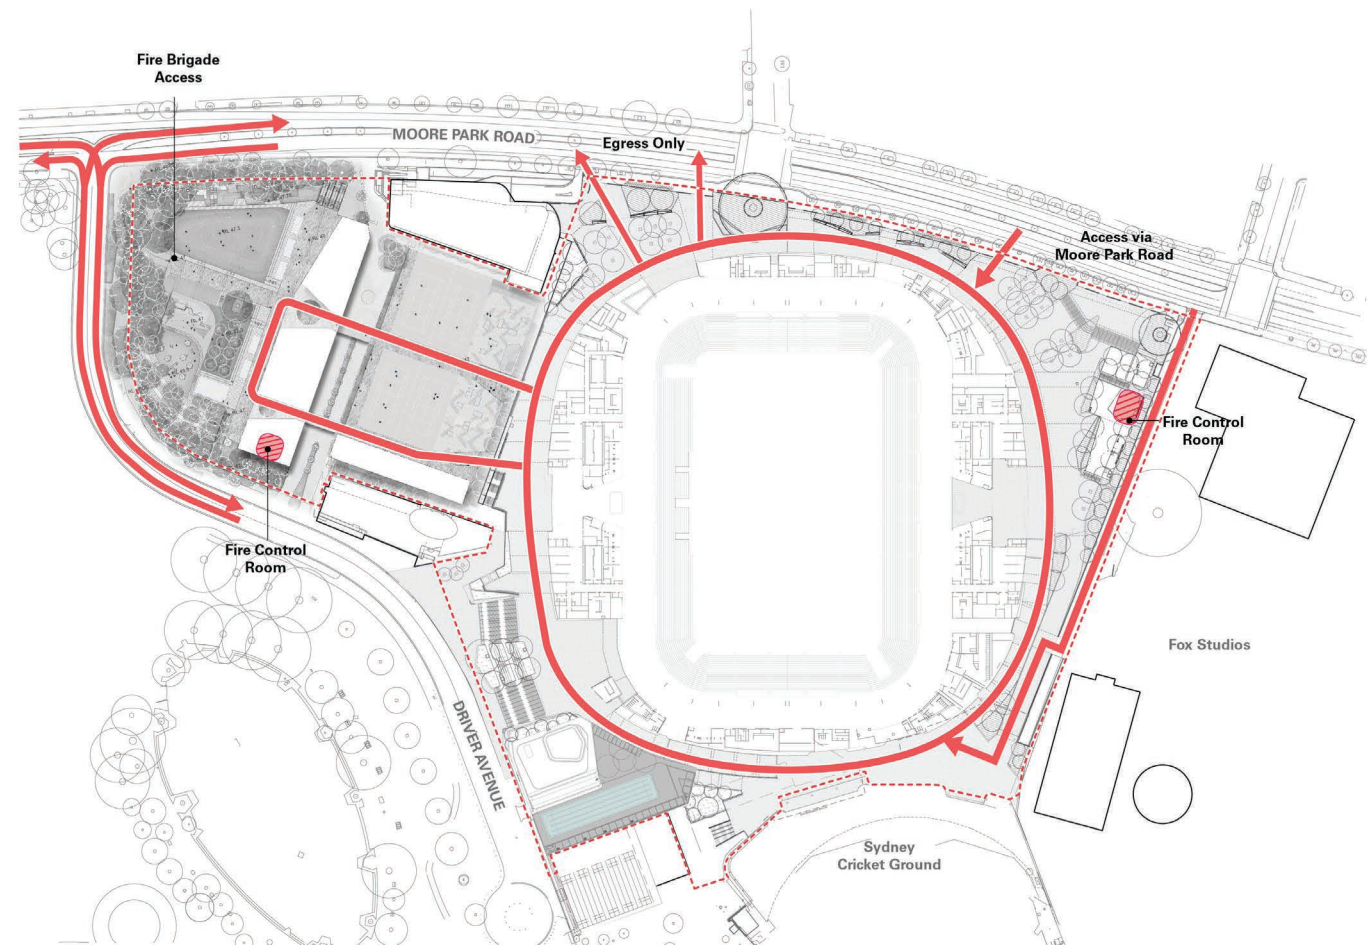 Fire Brigade
Access
MOORE PARK ROAD
Egress Only
Access via
Moore Park Road
Fire Control
Room
Fire Control
Room
Fox Studios
DRIVER AVENUE
Sydney
Cricket Ground